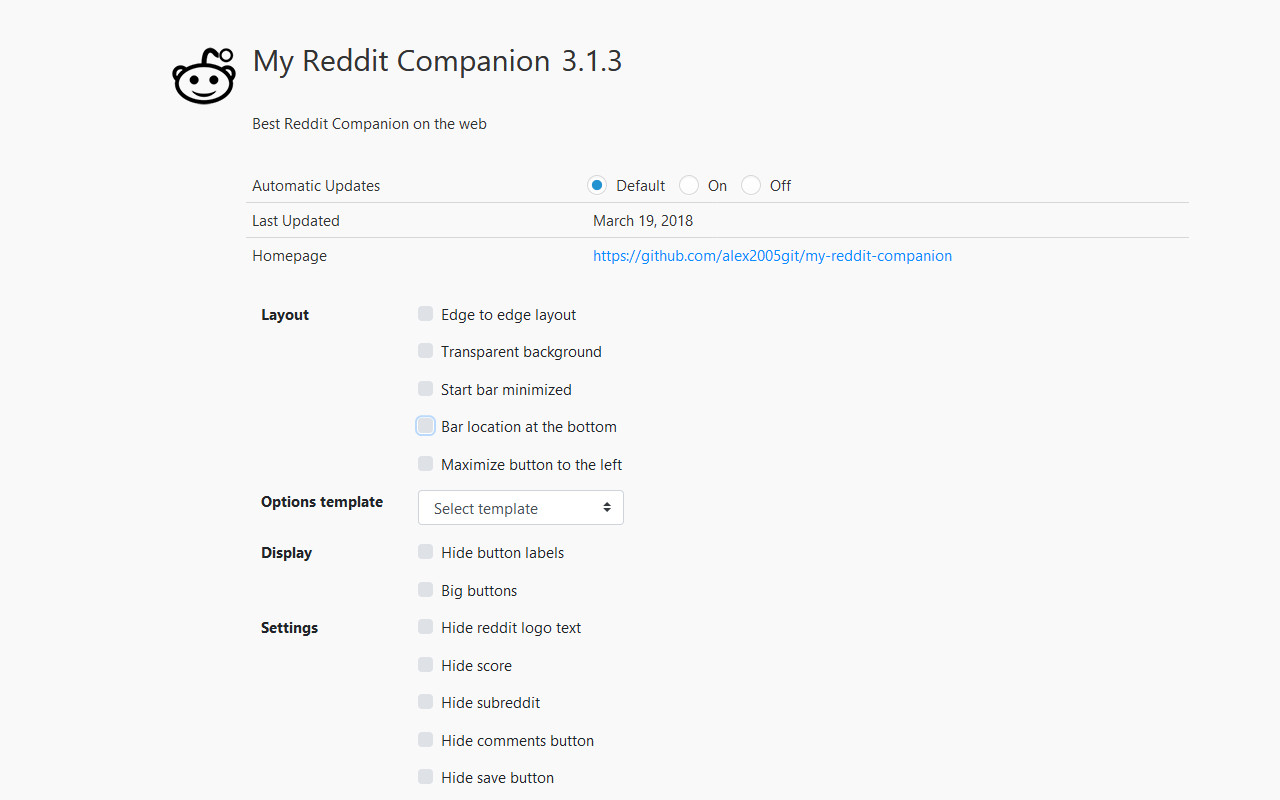 My Reddit Companion 3.1.3
Best Reddit Companion on the web
Automatic Updates Default On Off
Last Updated March 19, 2018
Homepage https://github.com/alex2005git/my-reddit-companion
Layout Edge to edge layout
Transparent background
Start bar minimized
Bar location at the bottom
Maximize button to the left
Options template Select template
Display Hide button labels
Big buttons
Settings Hide reddit logo text
Hide score
Hide subreddit
Hide comments button
Hide save button